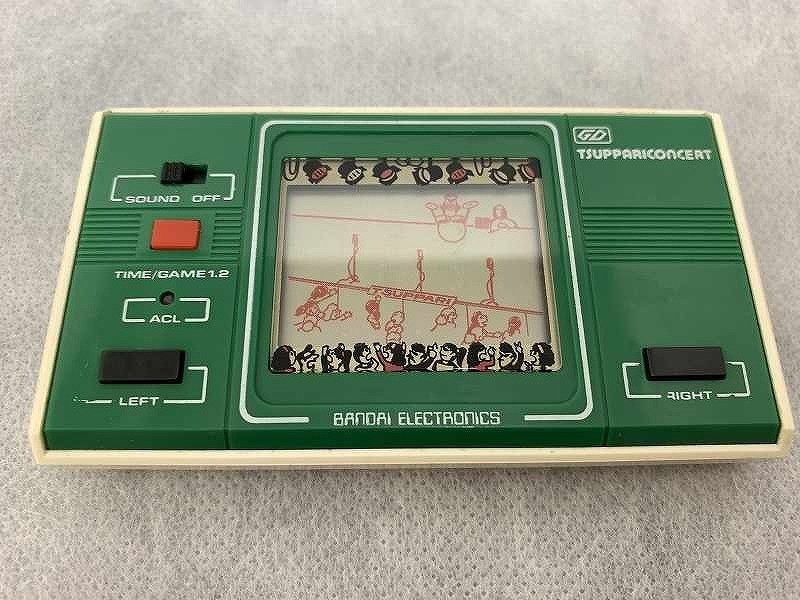 GD
TSUPPARICONCERT
SOUND OFF
TIME/GAME 1.2
ACL
LEFT
TSUPPARI
RIGHT
BANDAI ELECTRONICS